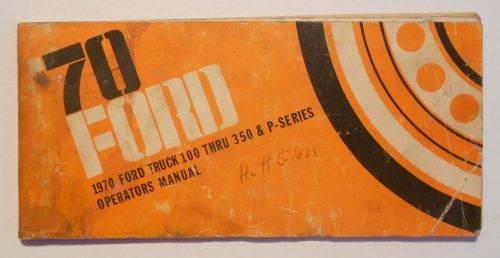 '70
FORD
1970 FORD TRUCK 100 THRU 350 & P-SERIES
OPERATORS MANUAL
Glass